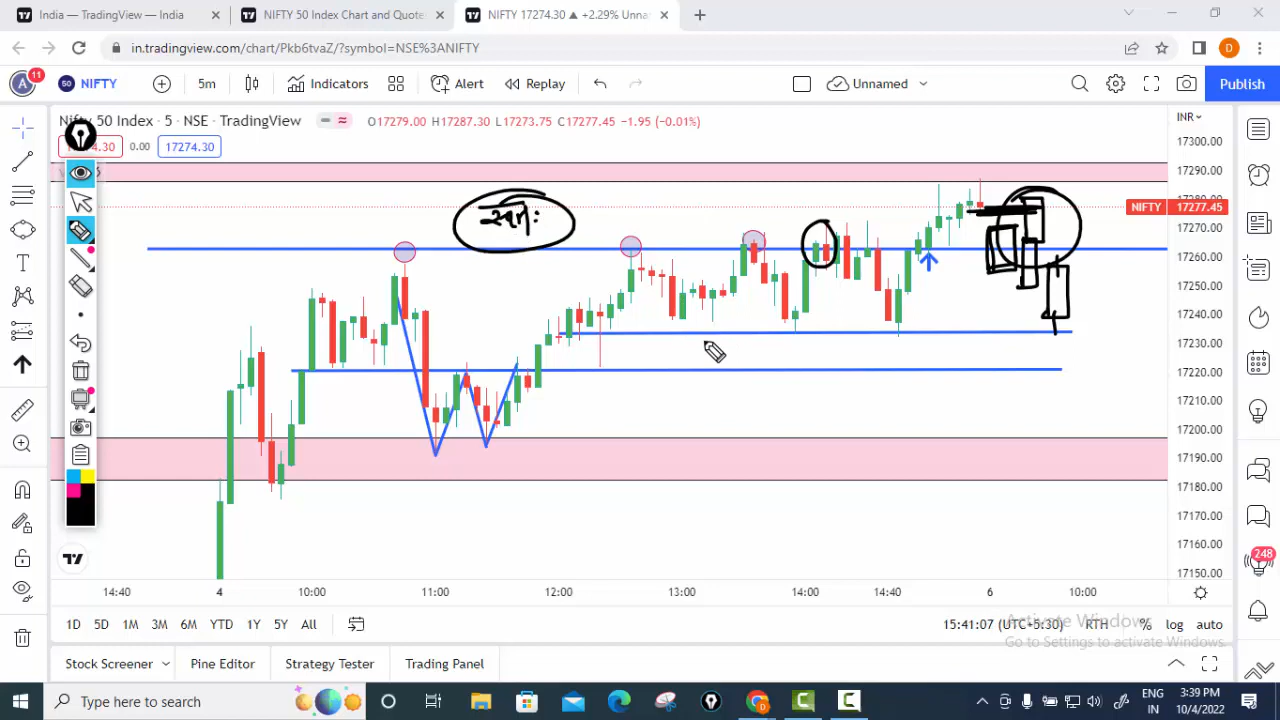 India — TradingView — India
NIFTY 50 Index Chart and Quote
NIFTY 17274.30 ▲ +2.29% Unna
in.tradingview.com/chart/Pkb6tvaZ/?symbol=NSE%3ANIFTY
D
A 11 50 NIFTY 5m Indicators Alert Replay Unnamed Publish
Nifty 50 Index · 5 · NSE · TradingView O17279.00 H17287.30 L17273.75 C17277.45 −1.95 (−0.01%)
INR
4.30 0.00 17274.30
17300.00
17290.00
NIFTY 17277.45
17270.00
17260.00
17250.00
17240.00
17230.00
17220.00
17210.00
17200.00
17190.00
17180.00
17170.00
17160.00
17150.00
248
14:40 4 10:00 11:00 12:00 13:00 14:00 14:40 6 10:00
1D 5D 1M 3M 6M YTD 1Y 5Y All 15:41:07 (UTC+5:30) RTH % log auto
Activate Windows
Go to Settings to activate Windows.
Stock Screener Pine Editor Strategy Tester Trading Panel
Type here to search
ENG
IN
3:39 PM
10/4/2022